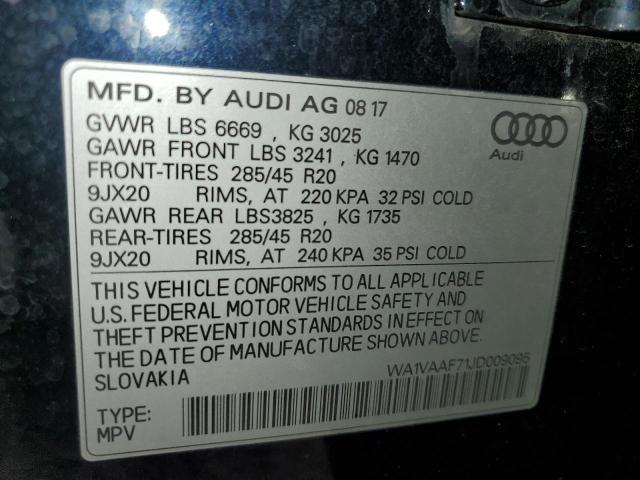 MFD. BY AUDI AG 08 17
GVWR LBS 6669 , KG 3025
GAWR FRONT LBS 3241 , KG 1470
FRONT-TIRES 285/45 R20
9JX20 RIMS, AT 220 KPA 32 PSI COLD
GAWR REAR LBS3825 , KG 1735
REAR-TIRES 285/45 R20
9JX20 RIMS, AT 240 KPA 35 PSI COLD
Audi
THIS VEHICLE CONFORMS TO ALL APPLICABLE
U.S. FEDERAL MOTOR VEHICLE SAFETY AND
THEFT PREVENTION STANDARDS IN EFFECT ON
THE DATE OF MANUFACTURE SHOWN ABOVE.
SLOVAKIA
WA1VAAF71JD009095
TYPE:
MPV